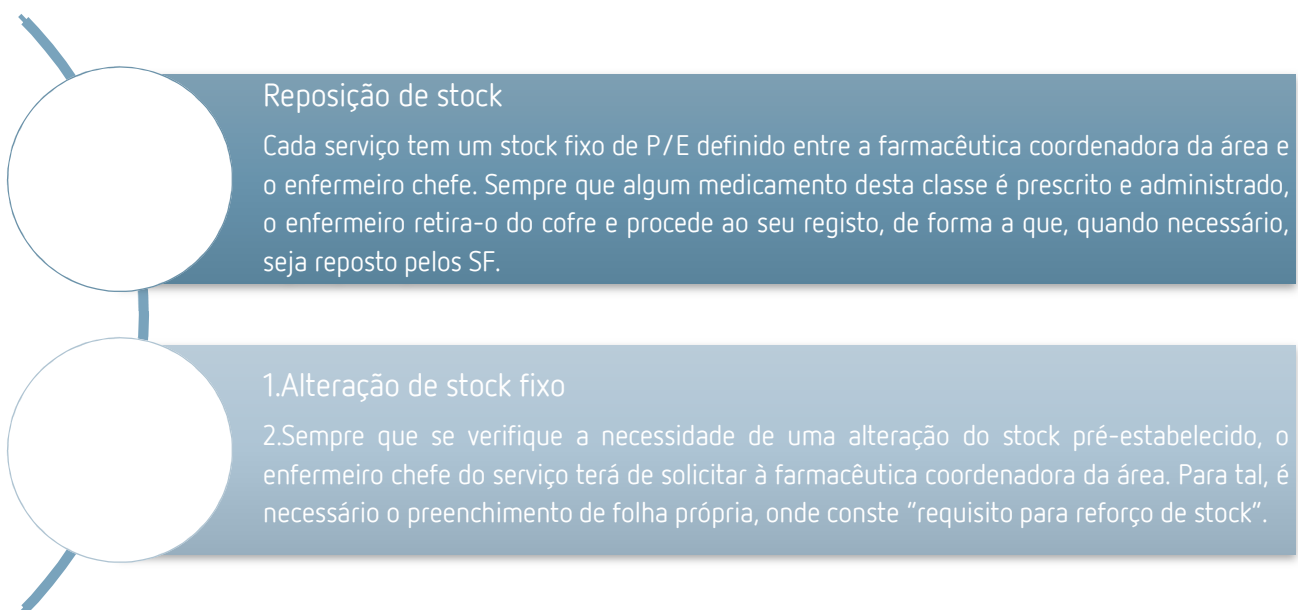 Reposição de stock
Cada serviço tem um stock fixo de P/E definido entre a farmacêutica coordenadora da área e
o enfermeiro chefe. Sempre que algum medicamento desta classe é prescrito e administrado,
o enfermeiro retira-o do cofre e procede ao seu registo, de forma a que, quando necessário,
seja reposto pelos SF.
1.Alteração de stock fixo
2.Sempre que se verifique a necessidade de uma alteração do stock pré-estabelecido, o
enfermeiro chefe do serviço terá de solicitar à farmacêutica coordenadora da área. Para tal, é
necessário o preenchimento de folha própria, onde conste "requisito para reforço de stock".